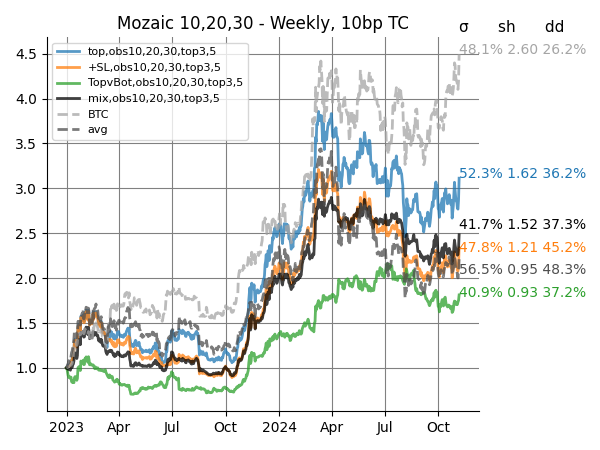 Mozaic 10,20,30 - Weekly, 10bp TC
σ sh dd
top,obs10,20,30,top3,5
+SL,obs10,20,30,top3,5
TopvBot,obs10,20,30,top3,5
mix,obs10,20,30,top3,5
BTC
avg
48.1% 2.60 26.2%
52.3% 1.62 36.2%
41.7% 1.52 37.3%
47.8% 1.21 45.2%
56.5% 0.95 48.3%
40.9% 0.93 37.2%
4.5
4.0
3.5
3.0
2.5
2.0
1.5
1.0
2023 Apr Jul Oct 2024 Apr Jul Oct